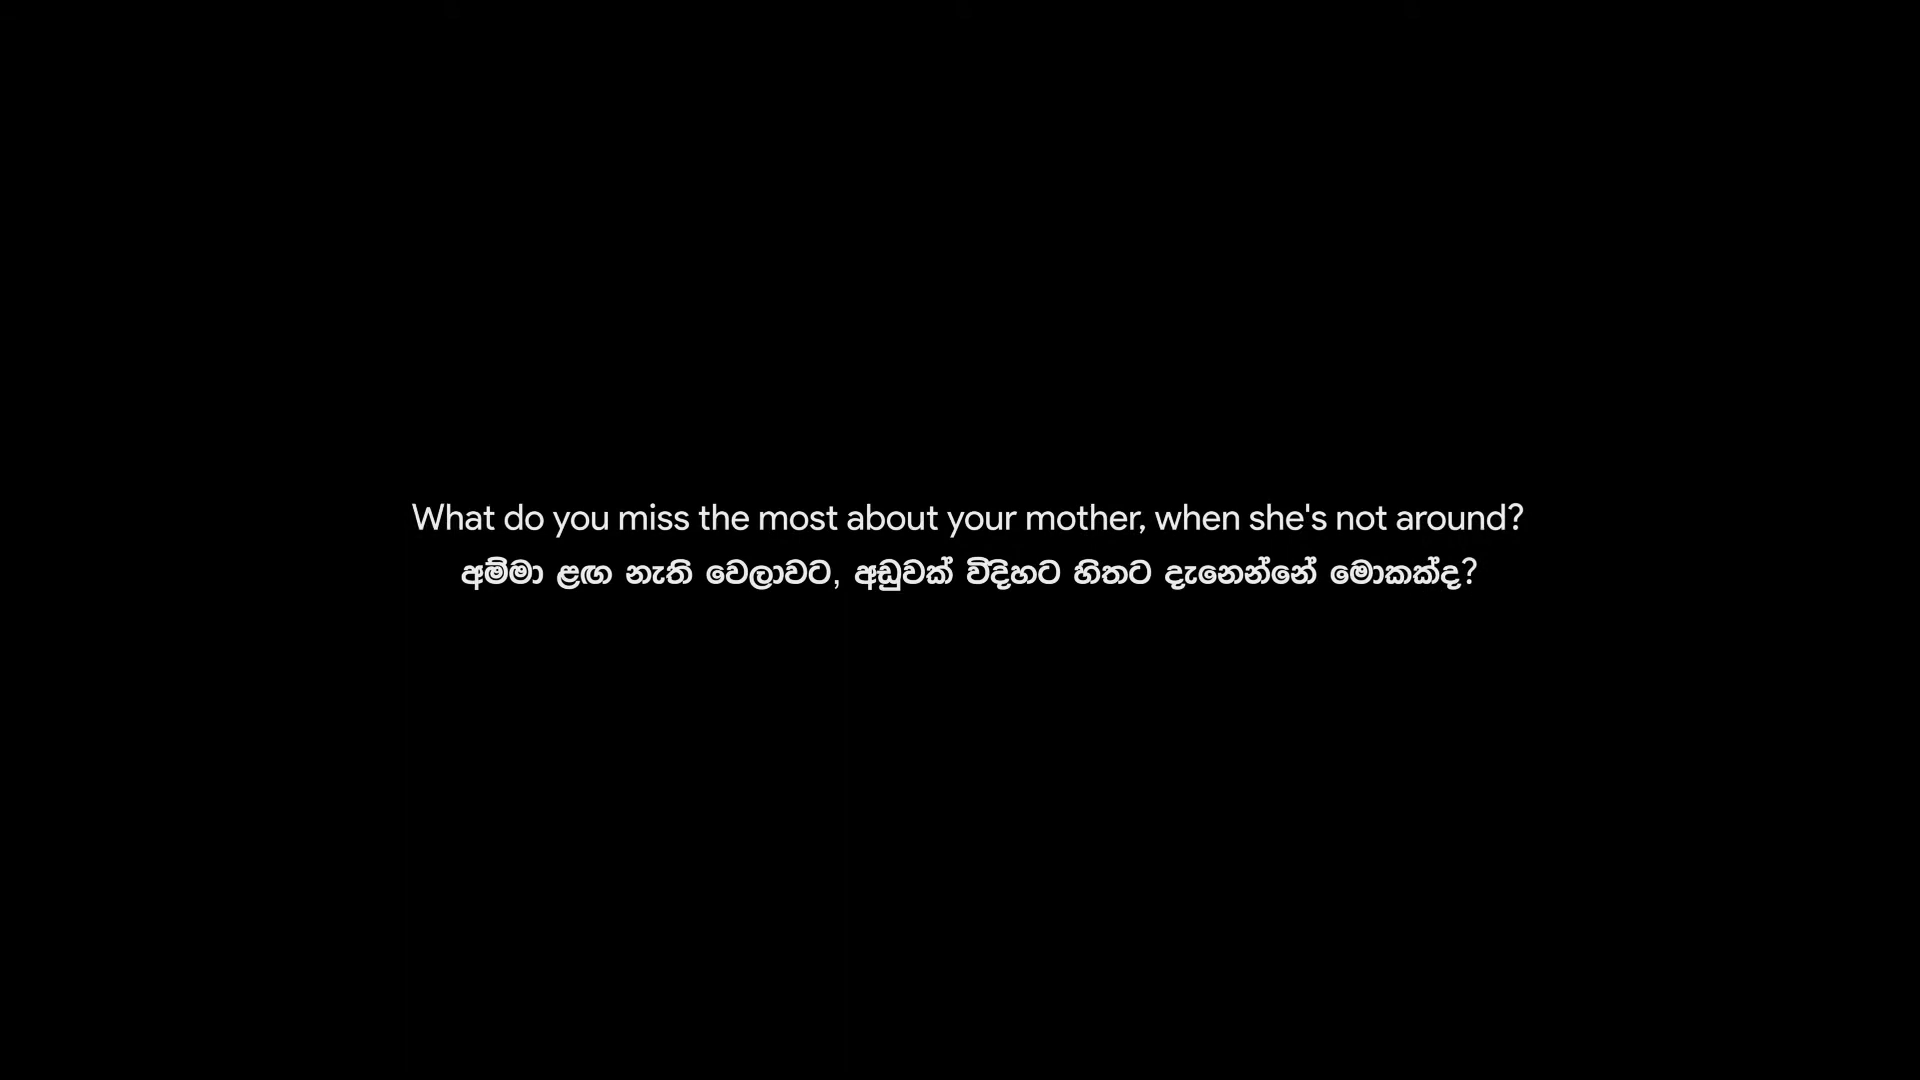 What do you miss the most about your mother, when she's not around?
අම්මා ළඟ නැති වෙලාවට, අඩුවක් විදිහට හිතට දැනෙන්නේ මොකක්ද?